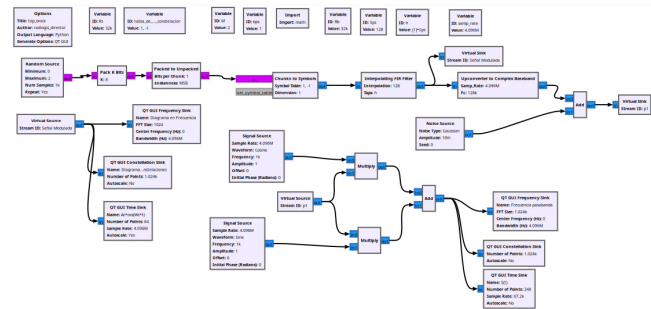 Options
Title: top_block
Output Language: Python
Generate Options: QT GUI
Variable
ID: Rs
Value: 32k
Variable
Value: 1, -1
Variable
ID: M
Value: 2
Variable
Value: 1
Import
Import: math
Variable
ID: Rb
Value: 32k
Variable
ID: Sps
Value: 128
Variable
ID: h
Variable
ID: samp_rate
Value: 4.096M
Random Source
Minimum: 0
Maximum: 2
Num Samples: 1k
Repeat: Yes
Pack K Bits
K: 8
Packed to Unpacked
Bits per Chunk: 1
Endianness: MSB
Chunks to Symbols
Symbol Table: 1, -1
Dimension: 1
Interpolating FIR Filter
Interpolation: 128
Taps: h
Virtual Sink
Stream ID: Señal Modulada
Upconverter to Complex Baseband
Samp_Rate: 4.096M
Fc: 128k
Add
Virtual Sink
Stream ID: p1
Noise Source
Noise Type: Gaussian
Amplitude: 10m
Seed: 0
Virtual Source
Stream ID: Señal Modulada
QT GUI Frequency Sink
Name: Diagrama en Frecuencia
FFT Size: 1024
Center Frequency (Hz): 0
Bandwidth (Hz): 4.096M
QT GUI Constellation Sink
Number of Points: 1.024k
Autoscale: No
QT GUI Time Sink
Number of Points: 64
Sample Rate: 4.096M
Autoscale: Yes
Signal Source
Sample Rate: 4.096M
Waveform: Cosine
Frequency: 1k
Amplitude: 1
Offset: 0
Initial Phase (Radians): 0
Virtual Source
Stream ID: p1
Signal Source
Sample Rate: 4.096M
Waveform: Sine
Frequency: 1k
Amplitude: 1
Offset: 0
Initial Phase (Radians): 0
Multiply
Multiply
Add
QT GUI Frequency Sink
FFT Size: 1.024k
Center Frequency (Hz): 0
Bandwidth (Hz): 4.096M
QT GUI Constellation Sink
Number of Points: 1.024k
Autoscale: No
QT GUI Time Sink
Name: S(t)
Number of Points: 248
Sample Rate: 67.2k
Autoscale: No